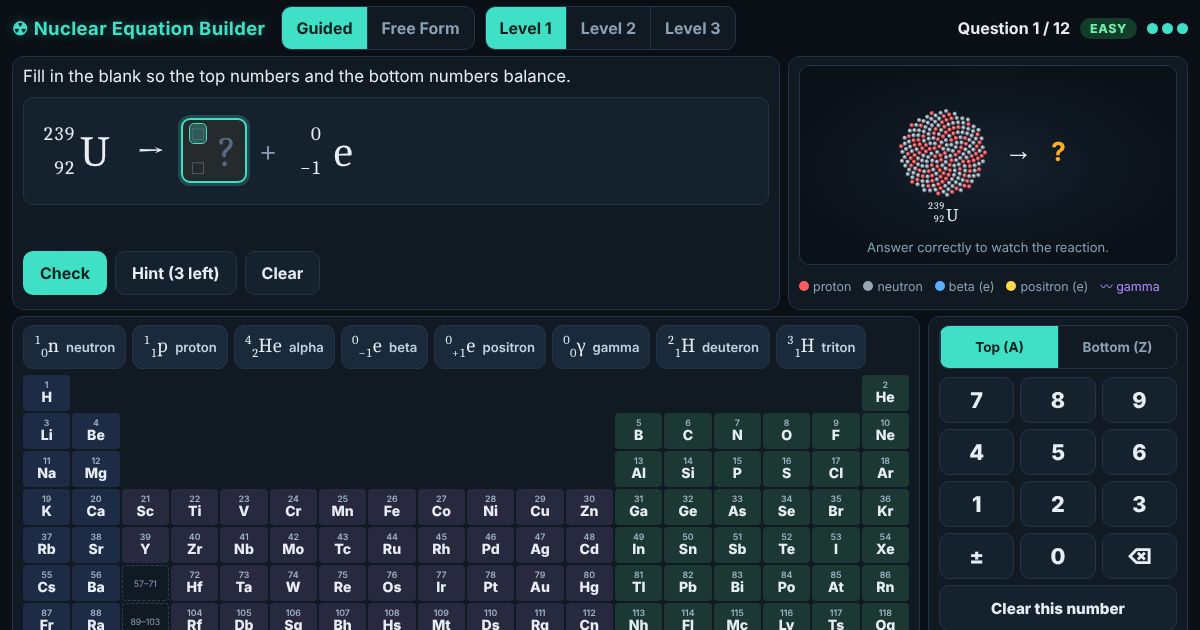 ☢ Nuclear Equation Builder Guided Free Form Level 1 Level 2 Level 3 Question 1 / 12 EASY
Fill in the blank so the top numbers and the bottom numbers balance.
239 92 U → ? + 0 −1 e
→ ?
239 92 U
Answer correctly to watch the reaction.
Check Hint (3 left) Clear
proton neutron beta (e) positron (e) gamma
1 0 n neutron 1 1 p proton 4 2 He alpha 0 −1 e beta 0 +1 e positron 0 0 γ gamma 2 1 H deuteron 3 1 H triton
1 2
H He
3 4 5 6 7 8 9 10
Li Be B C N O F Ne
11 12 13 14 15 16 17 18
Na Mg Al Si P S Cl Ar
19 20 21 22 23 24 25 26 27 28 29 30 31 32 33 34 35 36
K Ca Sc Ti V Cr Mn Fe Co Ni Cu Zn Ga Ge As Se Br Kr
37 38 39 40 41 42 43 44 45 46 47 48 49 50 51 52 53 54
Rb Sr Y Zr Nb Mo Tc Ru Rh Pd Ag Cd In Sn Sb Te I Xe
55 56 57–71 72 73 74 75 76 77 78 79 80 81 82 83 84 85 86
Cs Ba Hf Ta W Re Os Ir Pt Au Hg Tl Pb Bi Po At Rn
87 88 89–103 104 105 106 107 108 109 110 111 112 113 114 115 116 117 118
Fr Ra Rf Db Sg Bh Hs Mt Ds Rg Cn Nh Fl Mc Lv Ts Og
Top (A) Bottom (Z)
7 8 9
4 5 6
1 2 3
± 0 ⌫
Clear this number